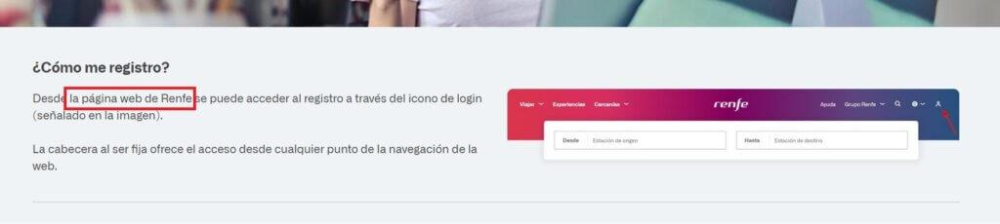 ¿Cómo me registro?
Desde la página web de Renfe se puede acceder al registro a través del icono de login
(señalado en la imagen).
La cabecera al ser fija ofrece el acceso desde cualquier punto de la navegación de la
web.
Viajar Experiencias Cercanías renfe Ayuda Grupo Renfe
Desde Estación de origen Hasta Estación de destino